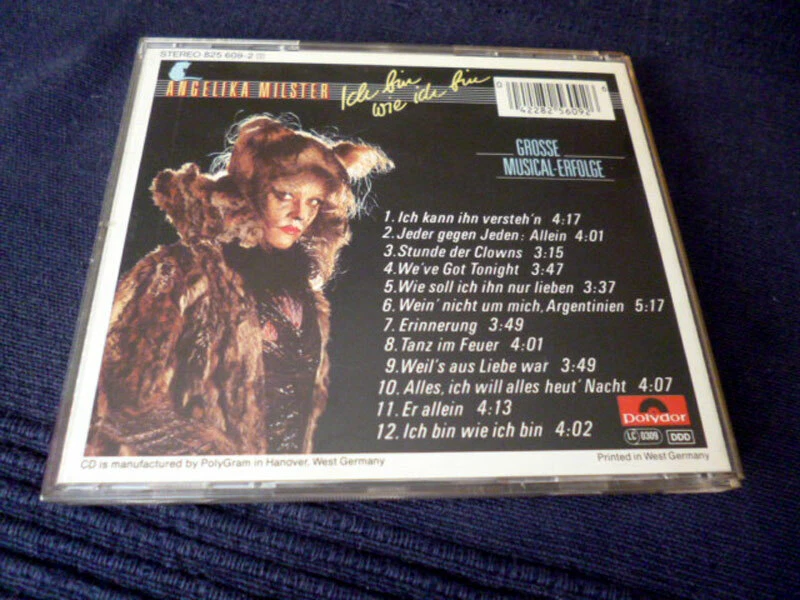 STEREO 825 609-2
ANGELIKA MILSTER
Ich bin
wie ich bin
0 42282 56092 6
GROSSE
MUSICAL-ERFOLGE
1. Ich kann ihn versteh'n 4:17
2. Jeder gegen Jeden: Allein 4:01
3. Stunde der Clowns 3:15
4. We've Got Tonight 3:47
5. Wie soll ich ihn nur lieben 3:37
6. Wein' nicht um mich, Argentinien 5:17
7. Erinnerung 3:49
8. Tanz im Feuer 4:01
9. Weil's aus Liebe war 3:49
10. Alles, ich will alles heut' Nacht 4:07
11. Er allein 4:13
12. Ich bin wie ich bin 4:02
Polydor
LC 0309 DDD
CD is manufactured by PolyGram in Hanover, West Germany
Printed in West Germany